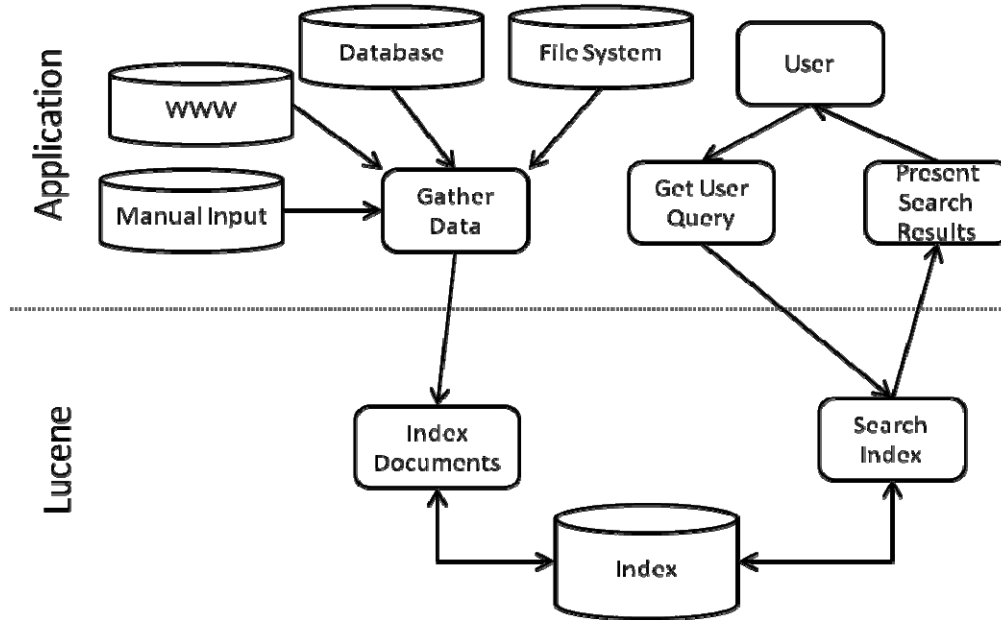 Application
Database
File System
User
WWW
Manual Input
Gather
Data
Get User
Query
Present
Search
Results
Lucene
Index
Documents
Search
Index
Index